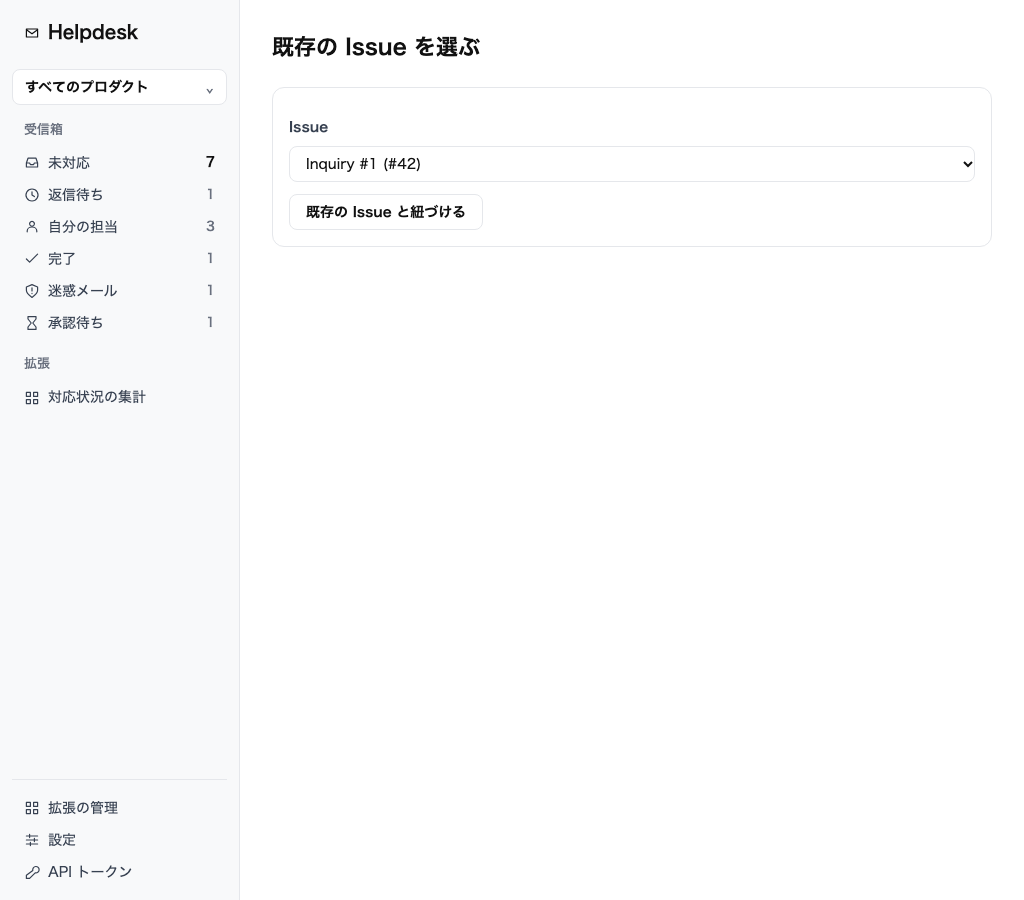 Helpdesk
すべてのプロダクト
受信箱
未対応 7
返信待ち 1
自分の担当 3
完了 1
迷惑メール 1
承認待ち 1
拡張
対応状況の集計
拡張の管理
設定
API トークン
既存の Issue を選ぶ
Issue
Inquiry #1 (#42)
既存の Issue と紐づける